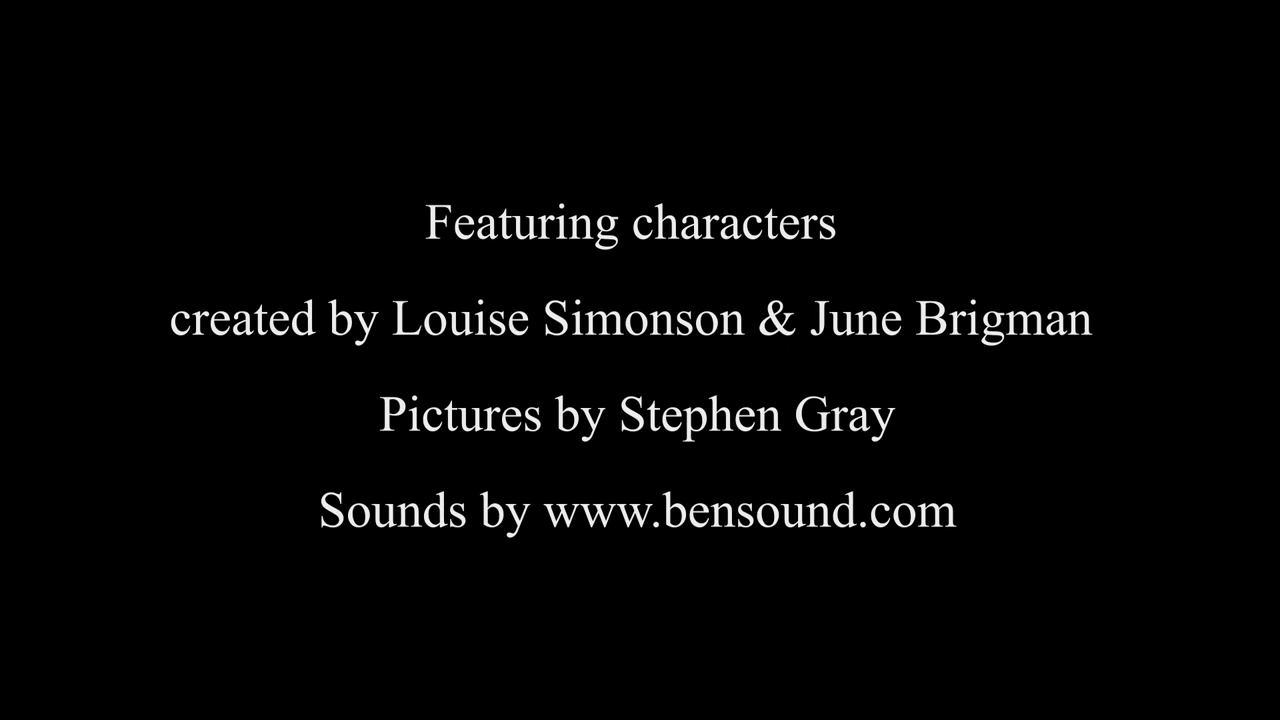 Featuring characters
created by Louise Simonson & June Brigman
Pictures by Stephen Gray
Sounds by www.bensound.com